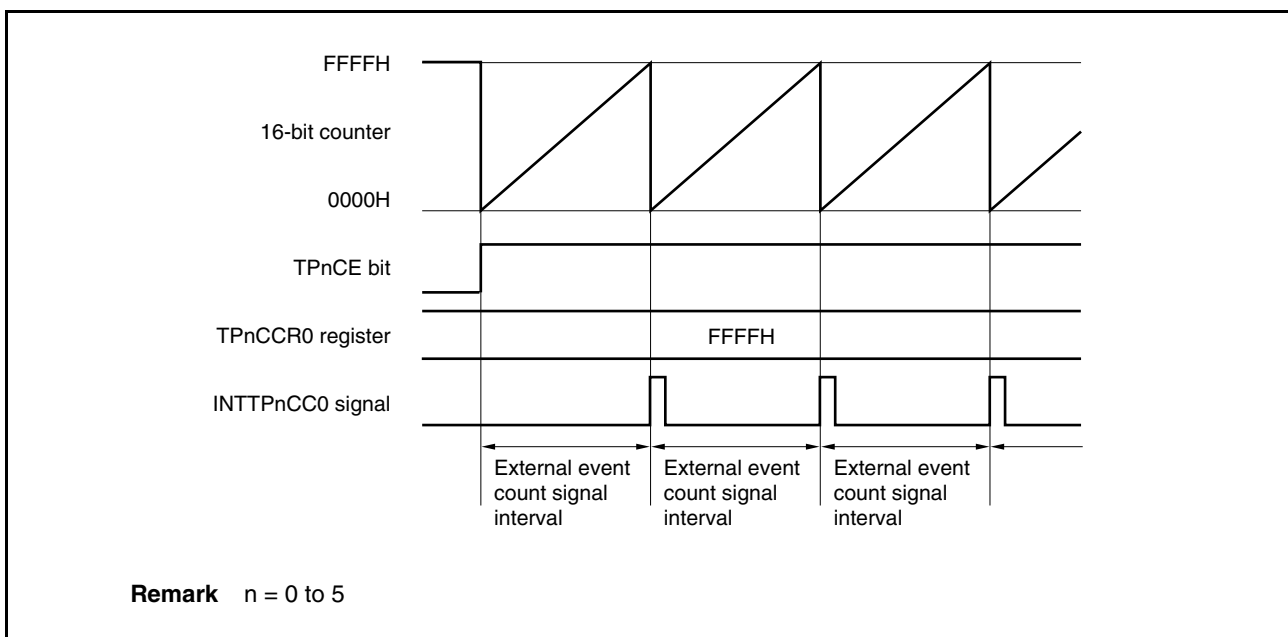 FFFFH
16-bit counter
0000H
TPnCE bit
TPnCCR0 register
FFFFH
INTTPnCC0 signal
External event
count signal
interval
External event
count signal
interval
External event
count signal
interval
Remark n = 0 to 5